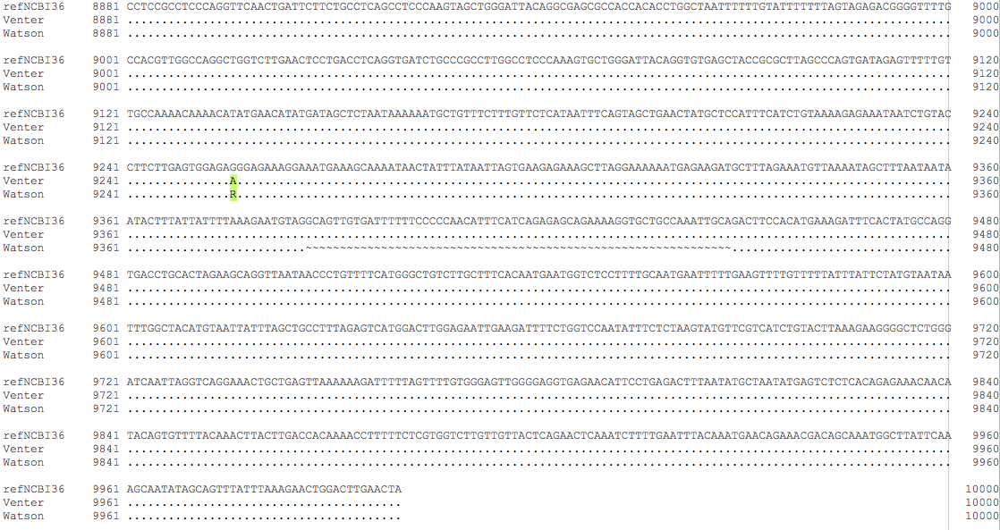 refNCBI36 8881 CCTCCGCCTCCCAGGTTCAACTGATTCTTCTGCCTCAGCCTCCCAAGTAGCTGGGATTACAGGCGAGCGCCACCACACCTGGCTAATTTTTTGTATTTTTTTAGTAGAGACGGGGTTTTG 9000
Venter 8881 ........................................................................................................................ 9000
Watson 8881 ........................................................................................................................ 9000
refNCBI36 9001 CCACGTTGGCCAGGCTGGTCTTGAACTCCTGACCTCAGGTGATCTGCCCGCCTTGGCCTCCCAAAGTGCTGGGATTACAGGTGTGAGCTACCGCGCTTAGCCCAGTGATAGAGTTTTTGT 9120
Venter 9001 ........................................................................................................................ 9120
Watson 9001 ........................................................................................................................ 9120
refNCBI36 9121 TGCCAAAACAAAACATATGAACATATGATAGCTCTAATAAAAAATGCTGTTTCTTTGTTCTCATAATTTCAGTAGCTGAACTATGCTCCATTTCATCTGTAAAAGAGAAATAATCTGTAC 9240
Venter 9121 ........................................................................................................................ 9240
Watson 9121 ........................................................................................................................ 9240
refNCBI36 9241 CTTCTTGAGTGGAGAGGGAGAAAGGAAATGAAAGCAAAATAACTATTTATAATTAGTGAAGAGAAAGCTTAGGAAAAAATGAGAAGATGCTTTAGAAATGTTAAAATAGCTTTAATAATA 9360
Venter 9241 ...............A........................................................................................................ 9360
Watson 9241 ...............R........................................................................................................ 9360
refNCBI36 9361 ATACTTTATTATTTTAAAGAATGTAGGCAGTTGTGATTTTTTCCCCCAACATTTCATCAGAGAGCAGAAAAGGTGCTGCCAAATTGCAGACTTCCACATGAAAGATTTCACTATGCCAGG 9480
Venter 9361 ........................................................................................................................ 9480
Watson 9361 ..........................~~~~~~~~~~~~~~~~~~~~~~~~~~~~~~~~~~~~~~~~~~~~~~~~~~~~~~~~~~~~~~................................ 9480
refNCBI36 9481 TGACCTGCACTAGAAGCAGGTTAATAACCCTGTTTTCATGGGCTGTCTTGCTTTCACAATGAATGGTCTCCTTTTGCAATGAATTTTTGAAGTTTTGTTTTTATTTATTCTATGTAATAA 9600
Venter 9481 ........................................................................................................................ 9600
Watson 9481 ........................................................................................................................ 9600
refNCBI36 9601 TTTGGCTACATGTAATTATTTAGCTGCCTTTAGAGTCATGGACTTGGAGAATTGAAGATTTTCTGGTCCAATATTTCTCTAAGTATGTTCGTCATCTGTACTTAAAGAAGGGGCTCTGGG 9720
Venter 9601 ........................................................................................................................ 9720
Watson 9601 ........................................................................................................................ 9720
refNCBI36 9721 ATCAATTAGGTCAGGAAACTGCTGAGTTAAAAAAGATTTTTAGTTTTGTGGGAGTTGGGGAGGTGAGAACATTCCTGAGACTTTAATATGCTAATATGAGTCTCTCACAGAGAAACAACA 9840
Venter 9721 ........................................................................................................................ 9840
Watson 9721 ........................................................................................................................ 9840
refNCBI36 9841 TACAGTGTTTTACAAACTTACTTGACCACAAAACCTTTTTCTCGTGGTCTTGTTGTTACTCAGAACTCAAATCTTTTGAATTTACAAATGAACAGAAACGACAGCAAATGGCTTATTCAA 9960
Venter 9841 ........................................................................................................................ 9960
Watson 9841 ........................................................................................................................ 9960
refNCBI36 9961 AGCAATATAGCAGTTTATTTAAAGAACTGGACTTGAACTA 10000
Venter 9961 ........................................ 10000
Watson 9961 ........................................ 10000